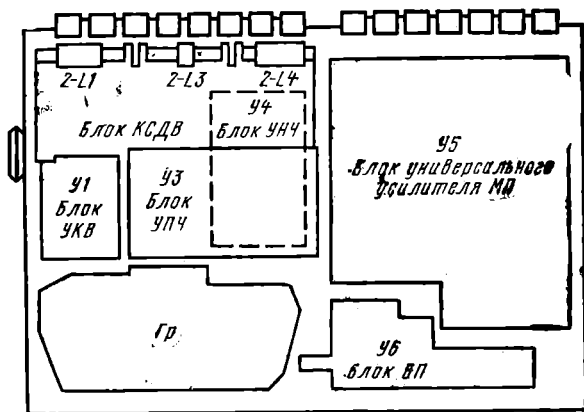 2-L1 2-L3 2-L4
У4
Блок КСДВ
Блок УНЧ
У5
Блок универсального
усилителя МП
У1
Блок
УКВ
У3
Блок
УПЧ
Гр
У6
Блок ВП